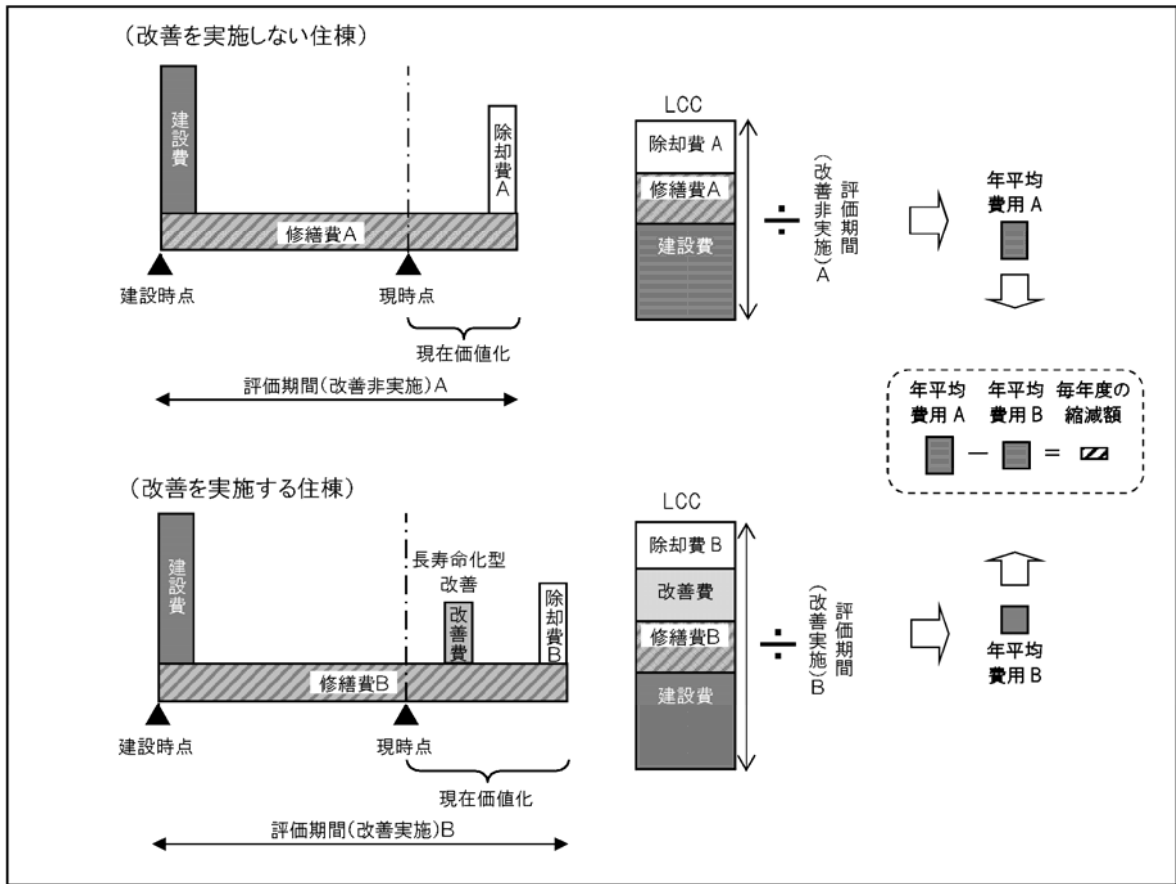 (改善を実施しない住棟)
建設費
除却費A
修繕費A
建設時点
現時点
現在価値化
評価期間(改善非実施)A
LCC
除却費 A
修繕費A
建設費
÷
評価期間
(改善非実施)A
年平均
費用 A
年平均
費用 A
年平均
費用 B
毎年度の
縮減額
― =
(改善を実施する住棟)
建設費
長寿命化型
改善
改善費
除却費B
修繕費B
建設時点
現時点
現在価値化
評価期間(改善実施)B
LCC
除却費 B
改善費
修繕費B
建設費
÷
評価期間
(改善実施)B
年平均
費用 B